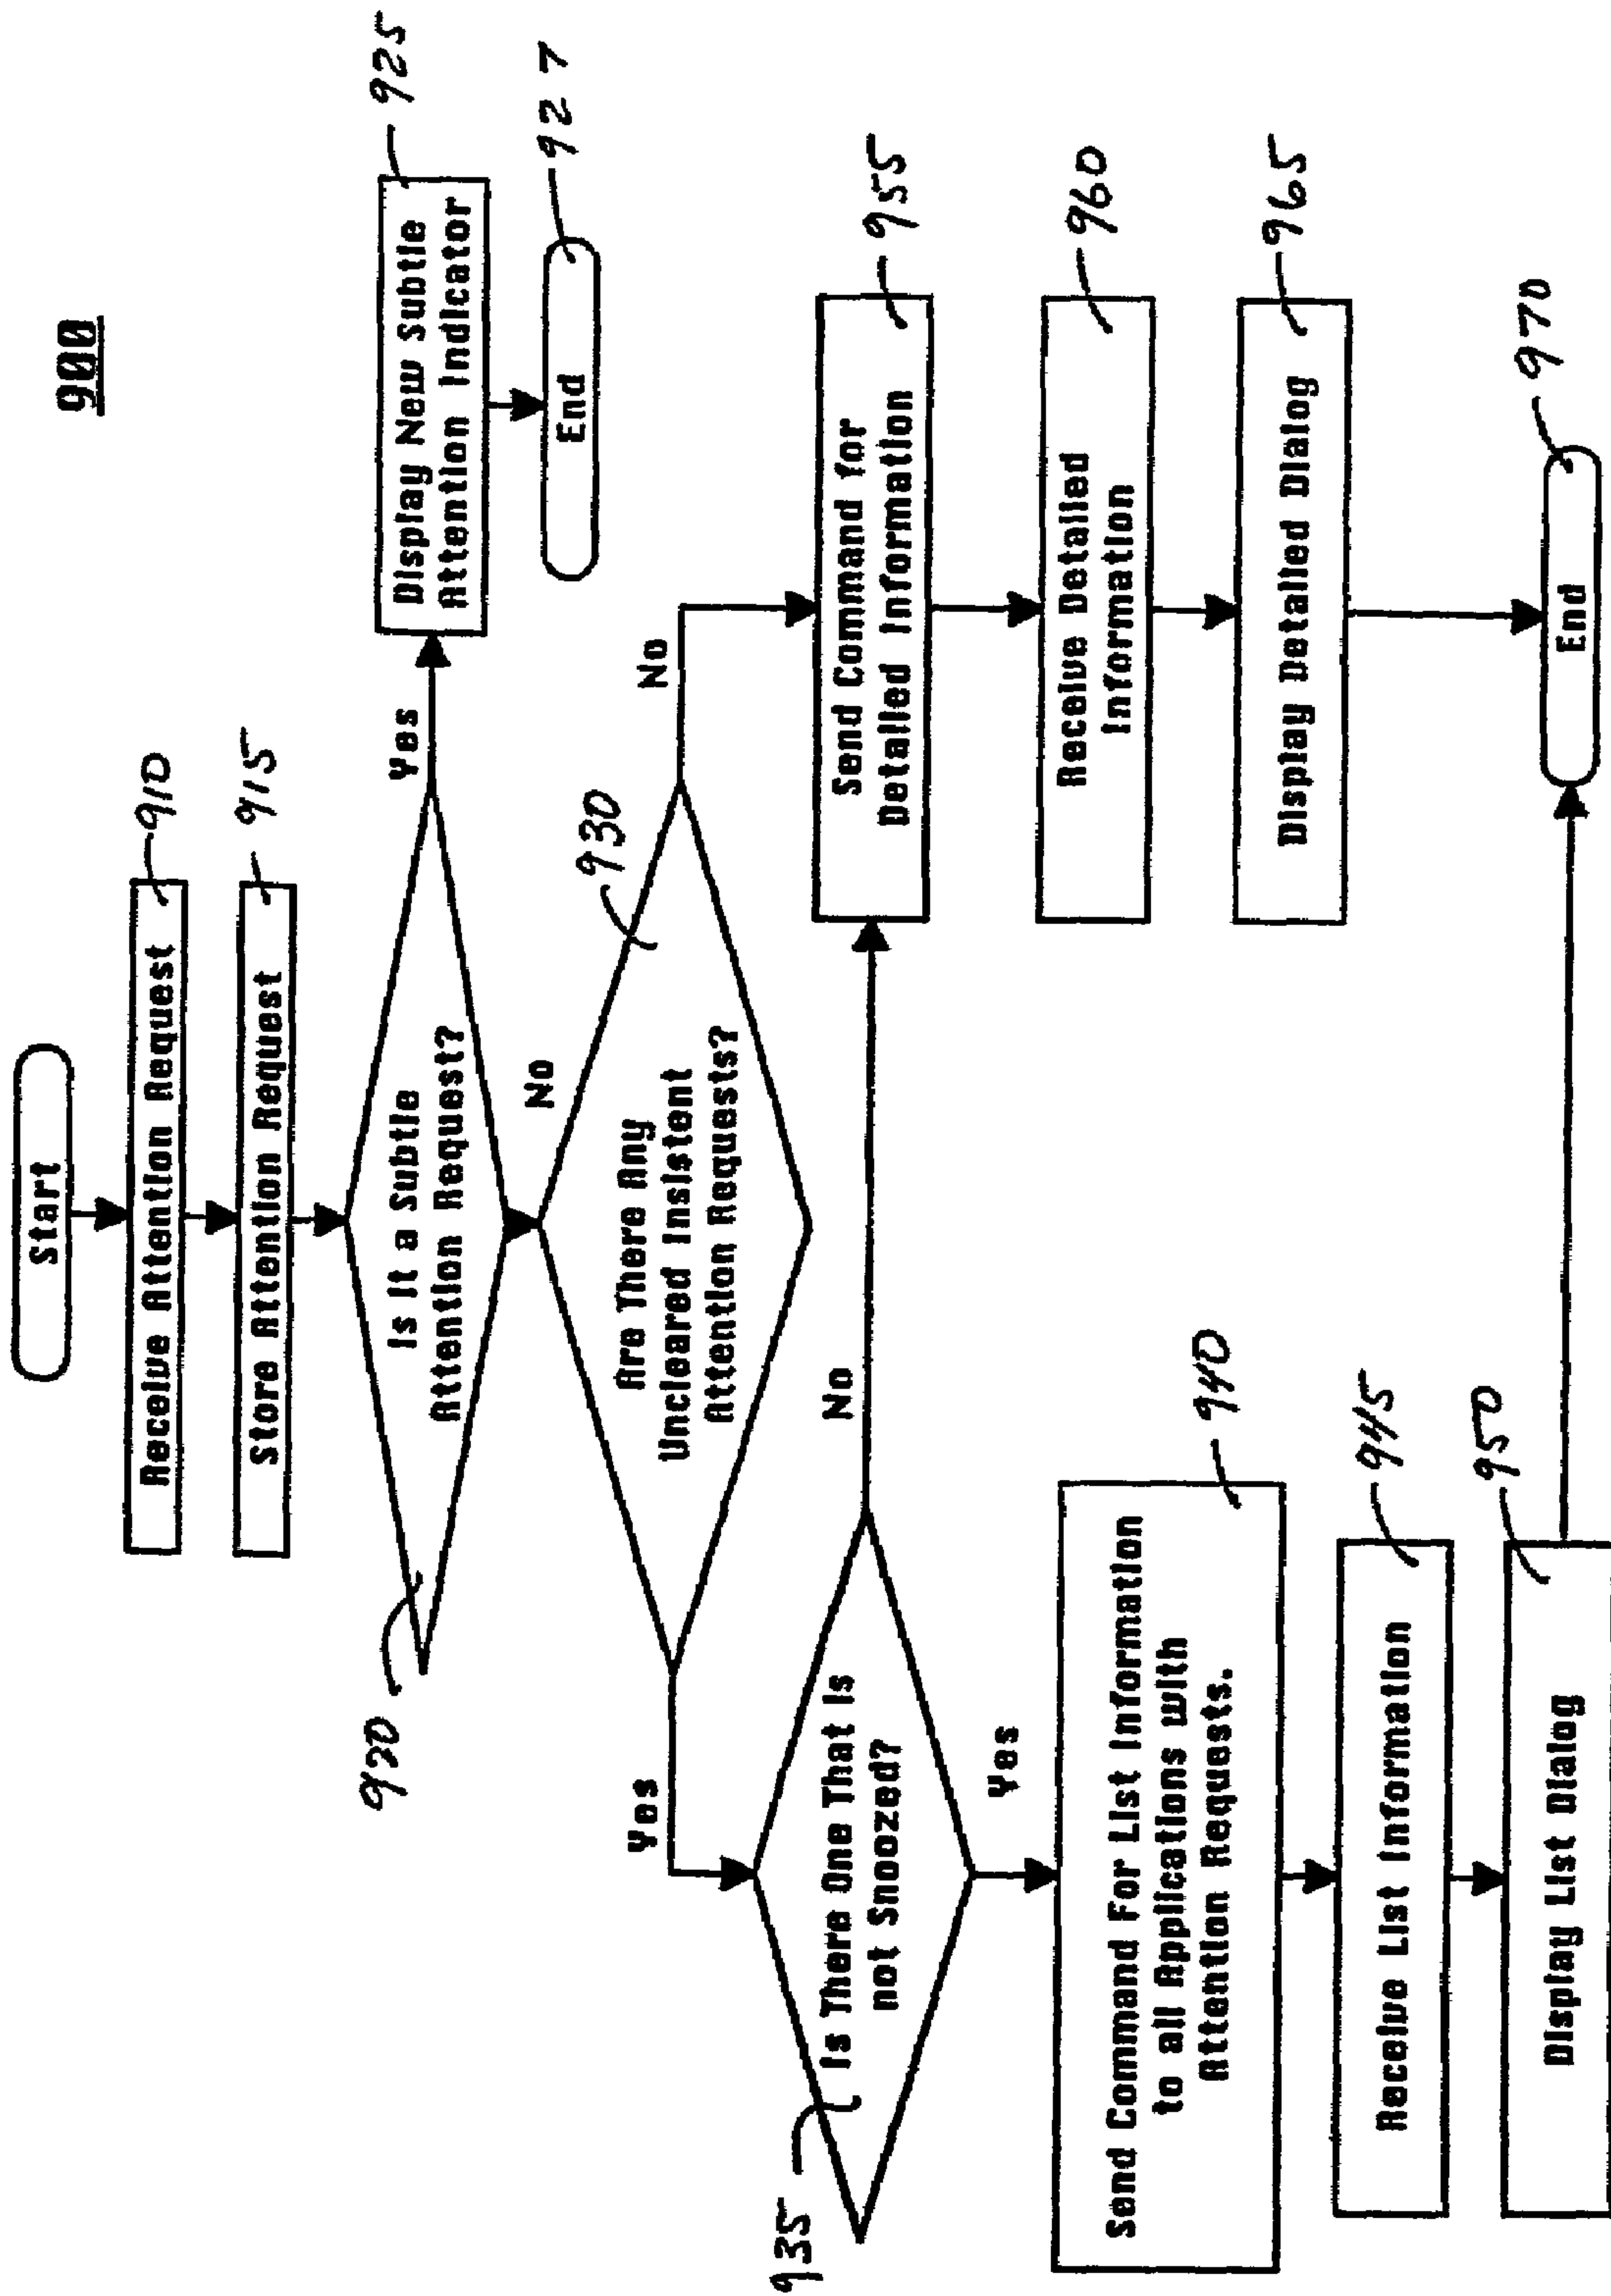 900
Start
Receive Attention Request
910
Store Attention Request
915
Is It a Subtle
Attention Request?
920
Yes
Display New Subtle
Attention Indicator
925
End
927
No
Are There Any
Uncleared Insistent
Attention Requests?
930
No
Yes
Is There One That Is
not Snoozed?
935
No
Yes
Send Command For List Information
to all Applications with
Attention Requests.
940
Receive List Information
945
Display List Dialog
950
Send Command for
Detailed Information
955
Receive Detailed
Information
960
Display Detailed Dialog
965
End
970